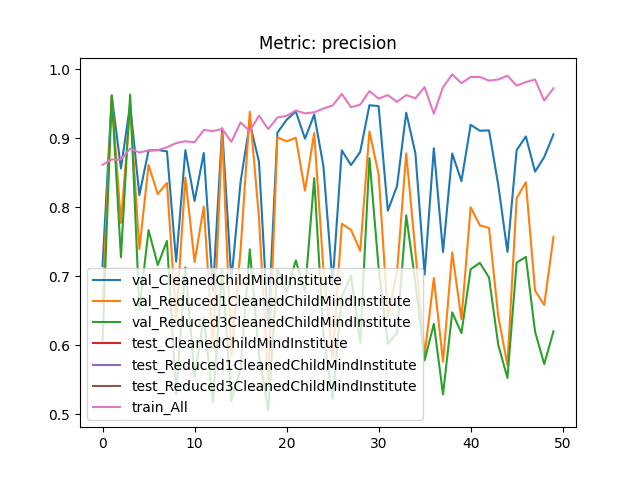 Metric: precision
1.0
0.9
0.8
0.7
0.6
0.5
val_CleanedChildMindInstitute
val_Reduced1CleanedChildMindInstitute
val_Reduced3CleanedChildMindInstitute
test_CleanedChildMindInstitute
test_Reduced1CleanedChildMindInstitute
test_Reduced3CleanedChildMindInstitute
train_All
0 10 20 30 40 50